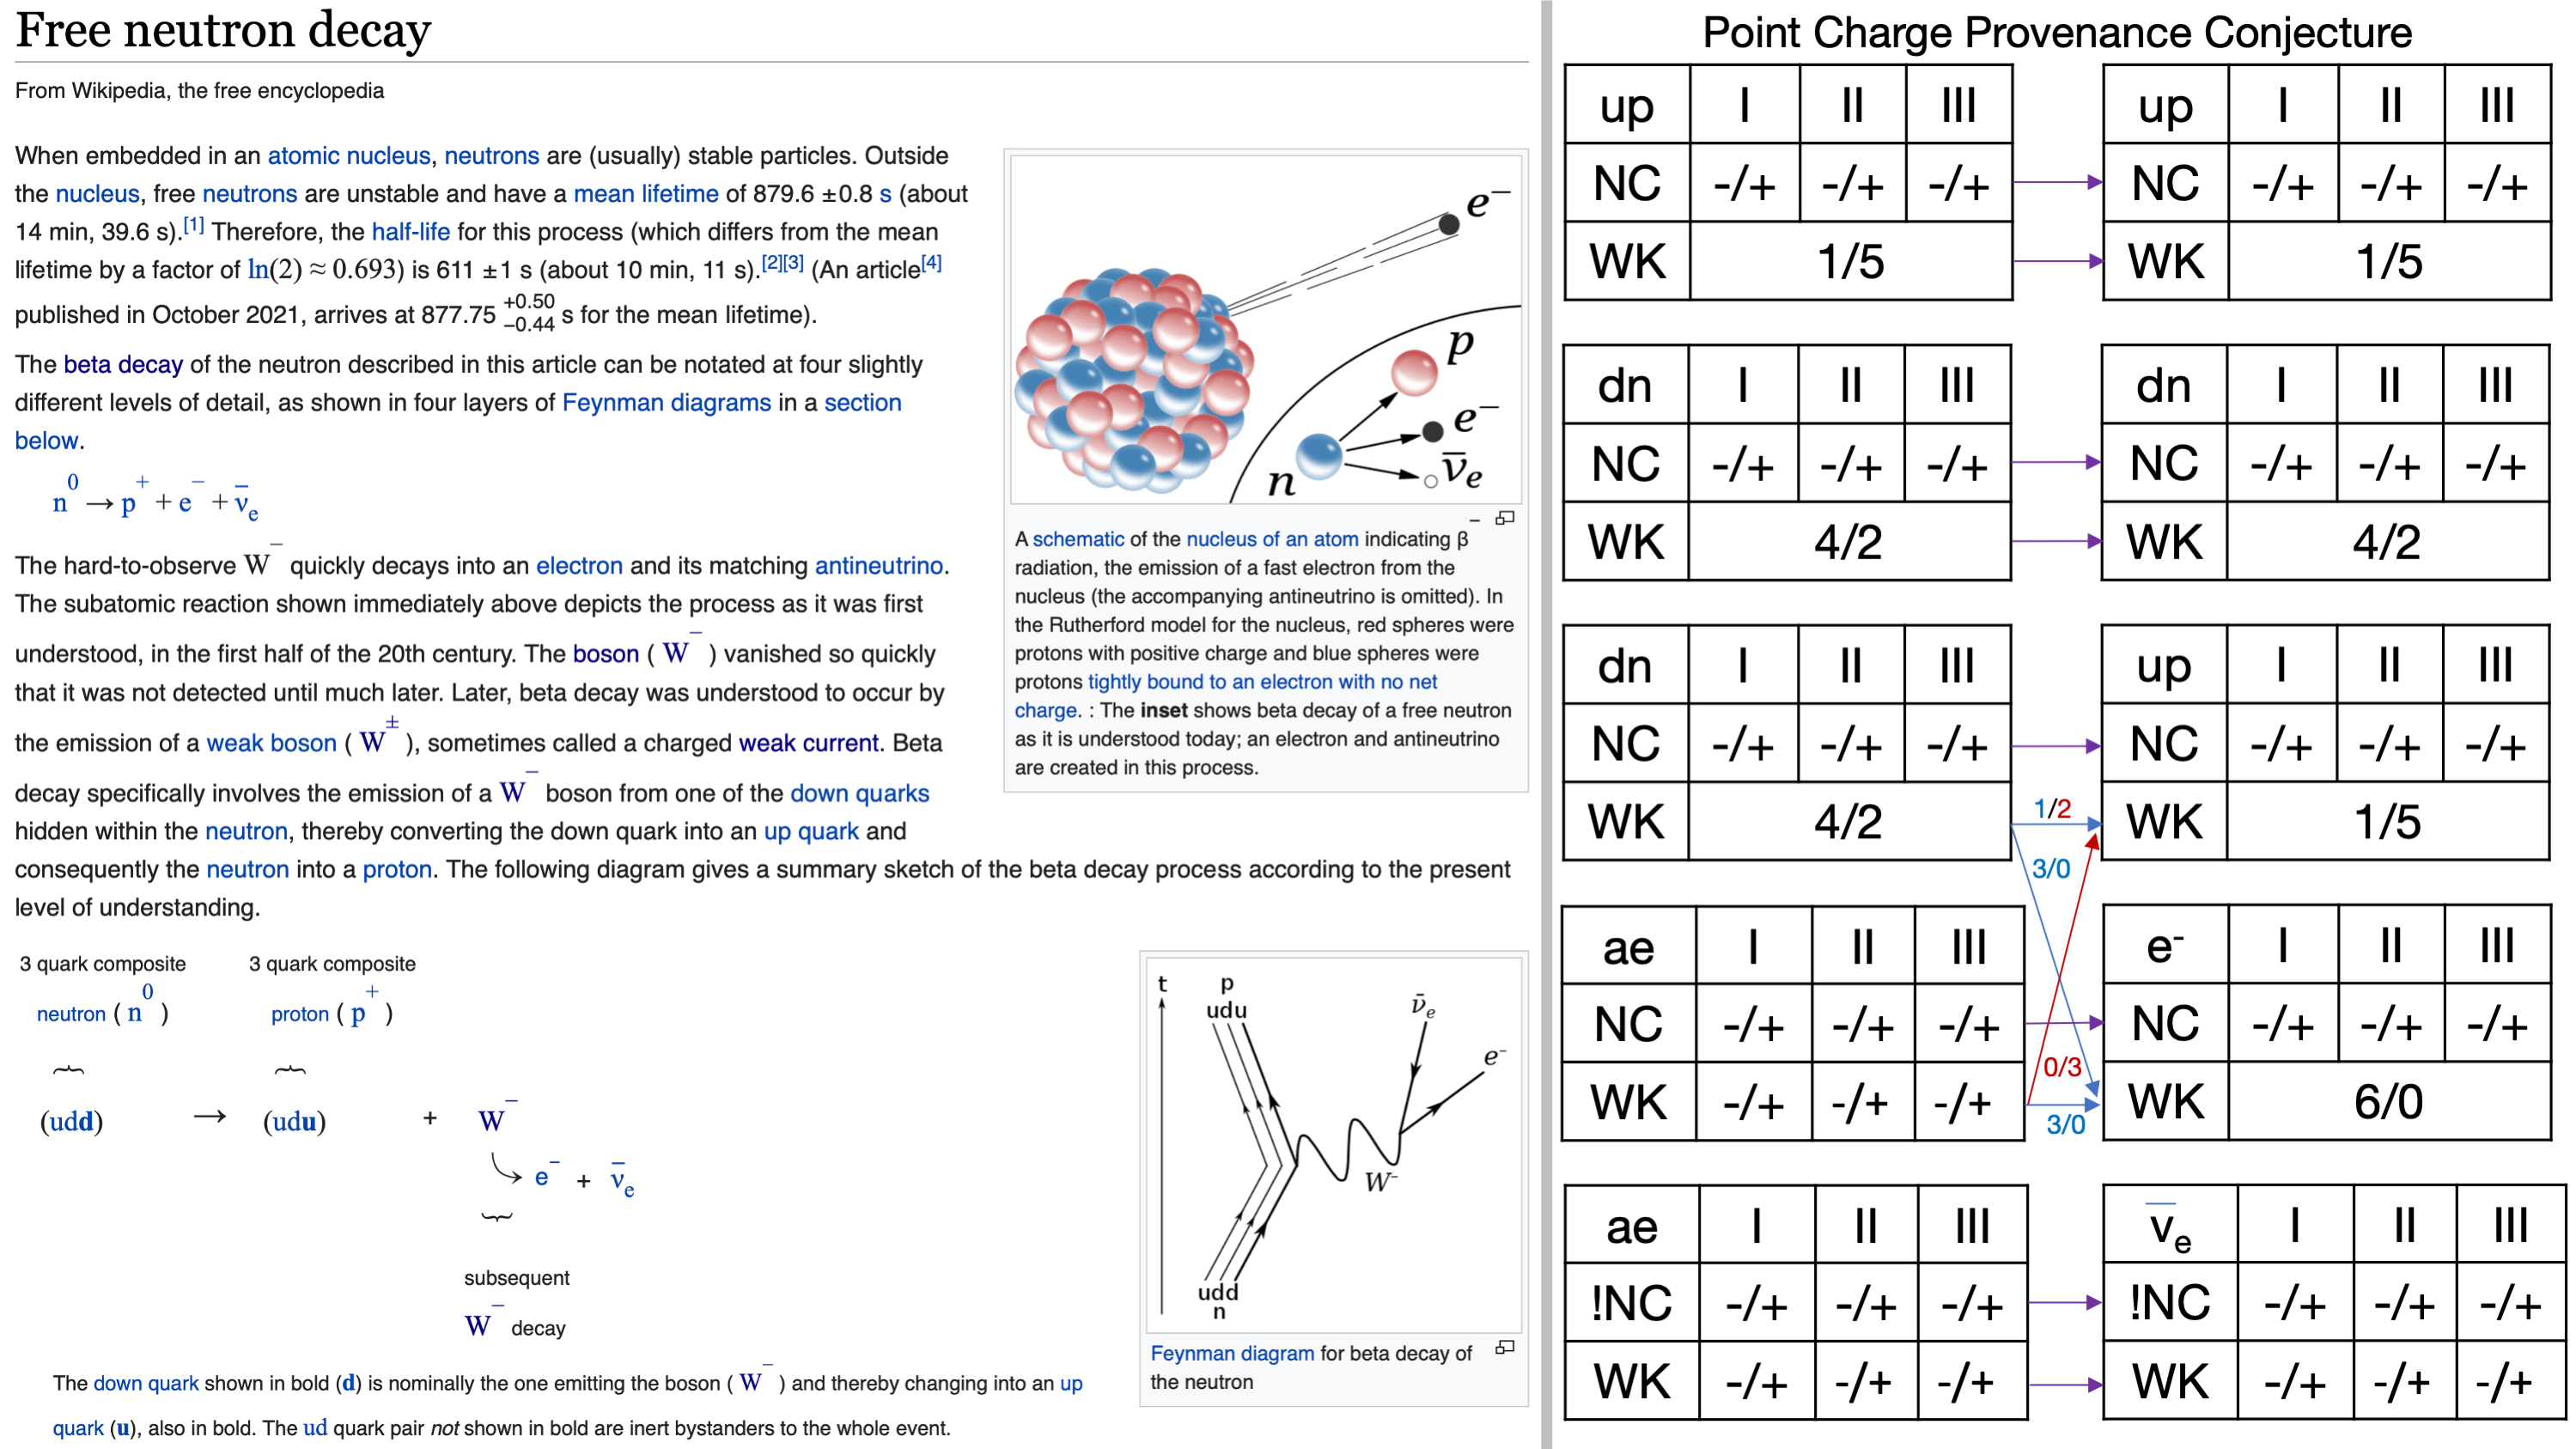 Free neutron decay
From Wikipedia, the free encyclopedia
When embedded in an atomic nucleus, neutrons are (usually) stable particles. Outside
the nucleus, free neutrons are unstable and have a mean lifetime of 879.6 ±0.8 s (about
14 min, 39.6 s).[1] Therefore, the half-life for this process (which differs from the mean
lifetime by a factor of ln(2) ≈ 0.693) is 611 ±1 s (about 10 min, 11 s).[2][3] (An article[4]
published in October 2021, arrives at 877.75 +0.50 −0.44 s for the mean lifetime).
The beta decay of the neutron described in this article can be notated at four slightly
different levels of detail, as shown in four layers of Feynman diagrams in a section
below.
n⁰ → p⁺ + e⁻ + ν̄e
The hard-to-observe W⁻ quickly decays into an electron and its matching antineutrino.
The subatomic reaction shown immediately above depicts the process as it was first
understood, in the first half of the 20th century. The boson ( W⁻ ) vanished so quickly
that it was not detected until much later. Later, beta decay was understood to occur by
the emission of a weak boson ( W± ), sometimes called a charged weak current. Beta
decay specifically involves the emission of a W⁻ boson from one of the down quarks
hidden within the neutron, thereby converting the down quark into an up quark and
consequently the neutron into a proton. The following diagram gives a summary sketch of the beta decay process according to the present
level of understanding.
e⁻
p
e⁻
ν̄e
n
A schematic of the nucleus of an atom indicating β⁻
radiation, the emission of a fast electron from the
nucleus (the accompanying antineutrino is omitted). In
the Rutherford model for the nucleus, red spheres were
protons with positive charge and blue spheres were
protons tightly bound to an electron with no net
charge. : The inset shows beta decay of a free neutron
as it is understood today; an electron and antineutrino
are created in this process.
3 quark composite 3 quark composite
neutron ( n⁰ ) proton ( p⁺ )
(udd) → (udu) + W⁻
e⁻ + ν̄e
subsequent
W⁻ decay
t p
udu
ν̄e
e⁻
W⁻
udd
n
Feynman diagram for beta decay of
the neutron
The down quark shown in bold (d) is nominally the one emitting the boson ( W⁻ ) and thereby changing into an up
quark (u), also in bold. The ud quark pair not shown in bold are inert bystanders to the whole event.
Point Charge Provenance Conjecture
up I II III up I II III
NC -/+ -/+ -/+ NC -/+ -/+ -/+
WK 1/5 WK 1/5
dn I II III dn I II III
NC -/+ -/+ -/+ NC -/+ -/+ -/+
WK 4/2 WK 4/2
dn I II III up I II III
NC -/+ -/+ -/+ NC -/+ -/+ -/+
WK 4/2 1/2 WK 1/5
3/0
ae I II III e⁻ I II III
NC -/+ -/+ -/+ NC -/+ -/+ -/+
0/3
WK -/+ -/+ -/+ WK 6/0
3/0
ae I II III ν̄e I II III
!NC -/+ -/+ -/+ !NC -/+ -/+ -/+
WK -/+ -/+ -/+ WK -/+ -/+ -/+